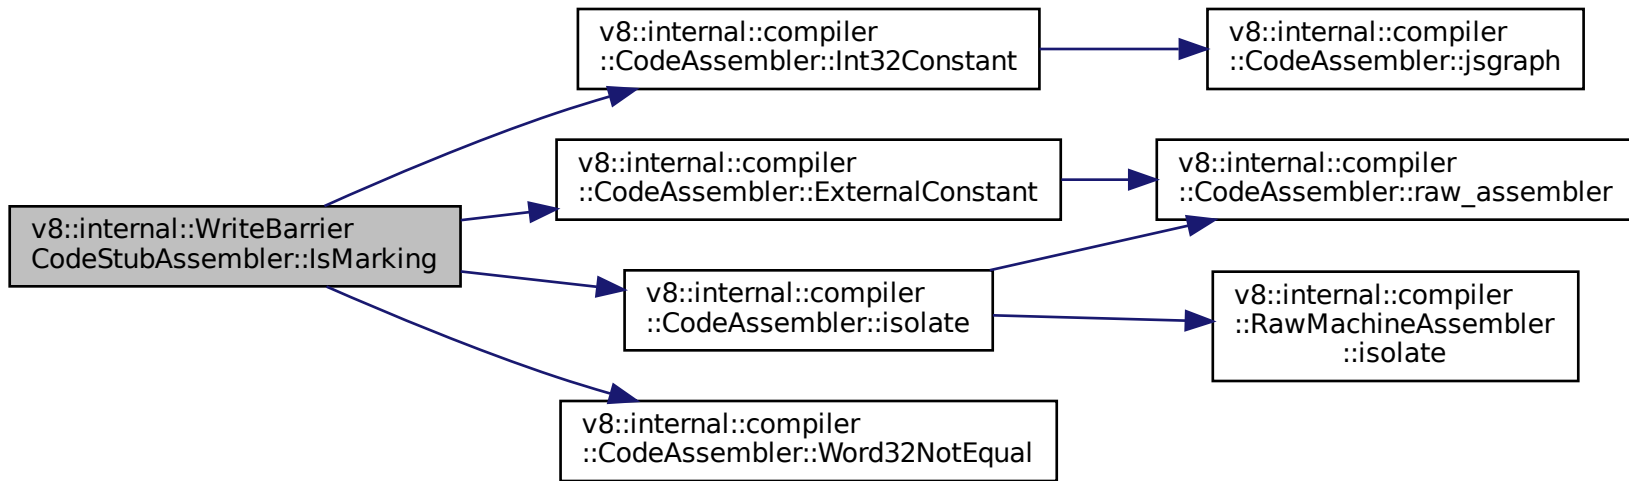 v8::internal::WriteBarrier
CodeStubAssembler::IsMarking
v8::internal::compiler
::CodeAssembler::Int32Constant
v8::internal::compiler
::CodeAssembler::jsgraph
v8::internal::compiler
::CodeAssembler::ExternalConstant
v8::internal::compiler
::CodeAssembler::raw_assembler
v8::internal::compiler
::CodeAssembler::isolate
v8::internal::compiler
::RawMachineAssembler
::isolate
v8::internal::compiler
::CodeAssembler::Word32NotEqual